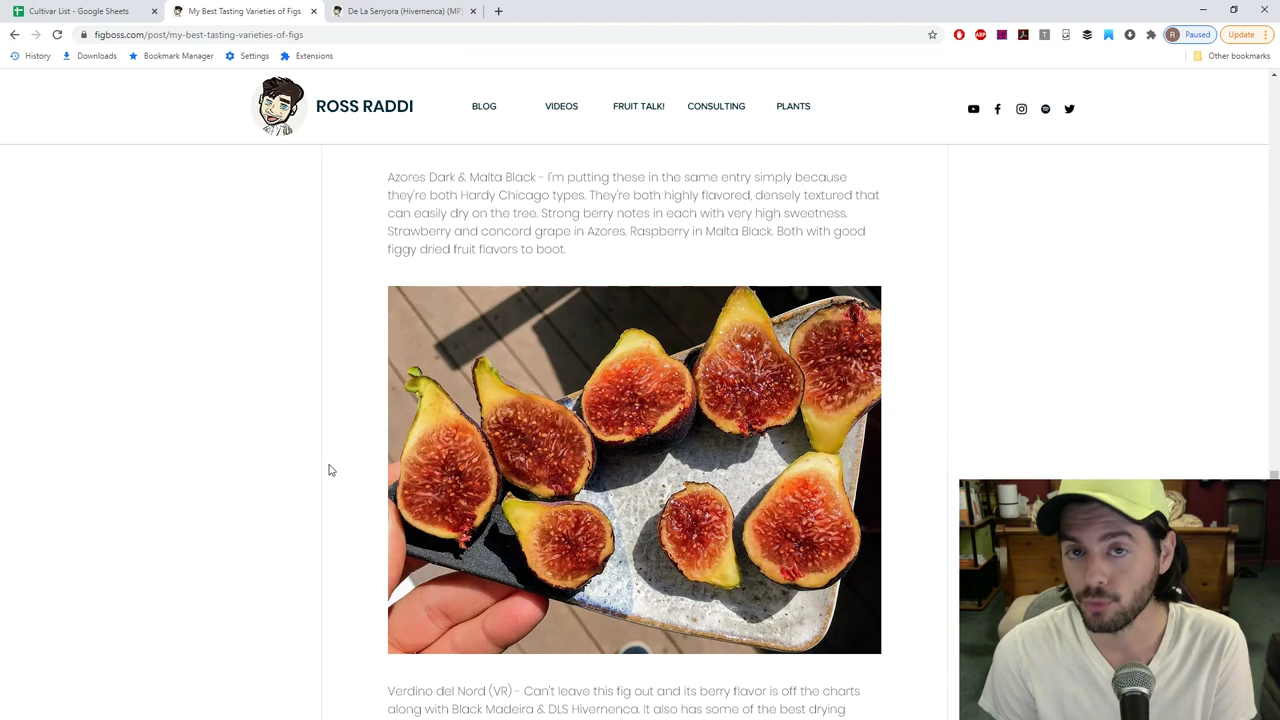 Cultivar List - Google Sheets
My Best Tasting Varieties of Figs
De La Senyora (Hivernenca) (MP
figboss.com/post/my-best-tasting-varieties-of-figs
ABP
R Paused
Update
History
Downloads
Bookmark Manager
Settings
Extensions
Other bookmarks
ROSS RADDI
BLOG
VIDEOS
FRUIT TALK!
CONSULTING
PLANTS
Azores Dark & Malta Black - I'm putting these in the same entry simply because
they're both Hardy Chicago types. They're both highly flavored, densely textured that
can easily dry on the tree. Strong berry notes in each with very high sweetness.
Strawberry and concord grape in Azores. Raspberry in Malta Black. Both with good
figgy dried fruit flavors to boot.
Verdino del Nord (VR) - Can't leave this fig out and its berry flavor is off the charts
along with Black Madeira & DLS Hivernenca. It also has some of the best drying